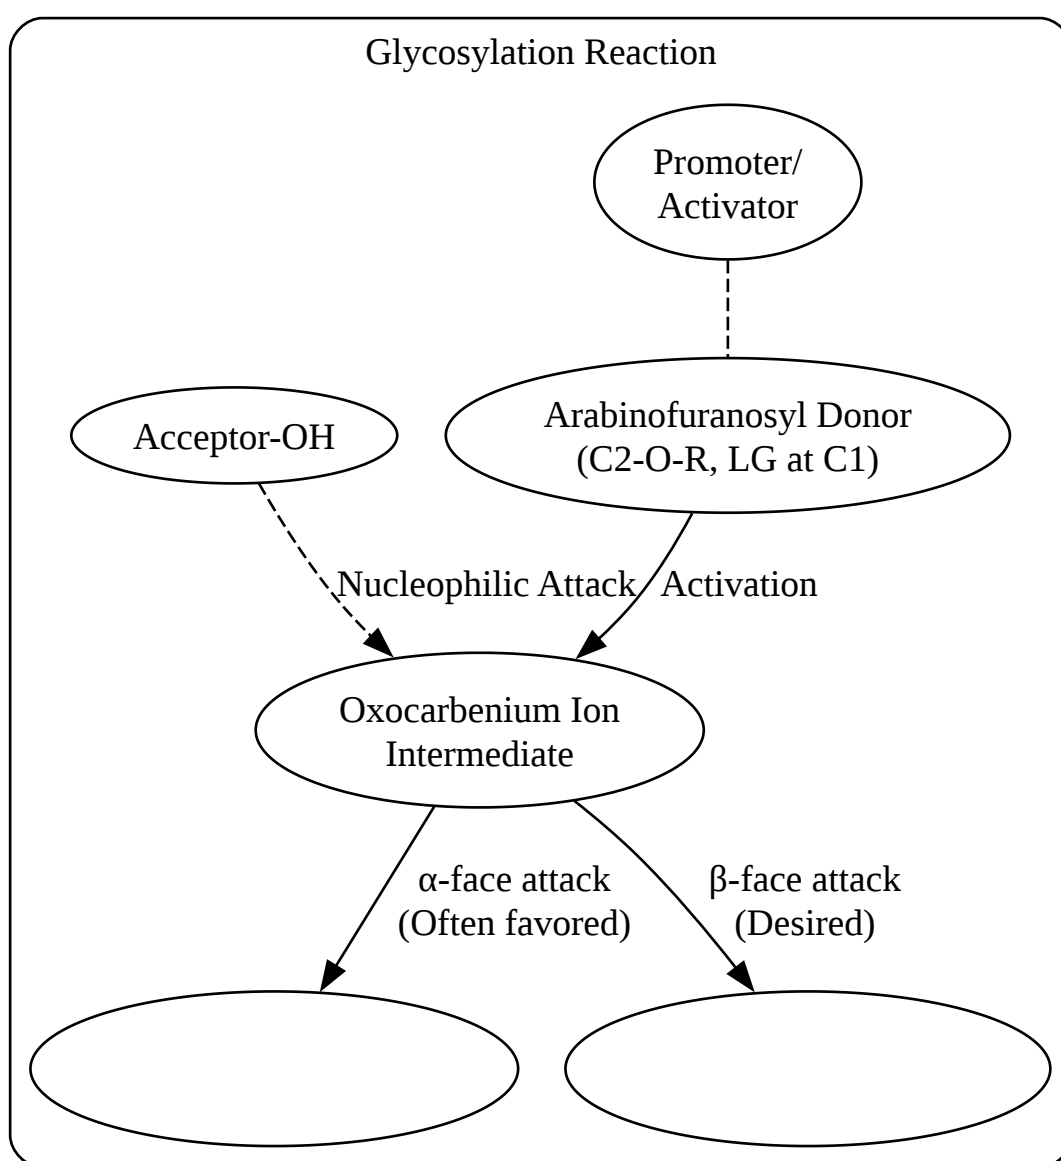 Glycosylation Reaction
Promoter/
Activator
Acceptor-OH
Arabinofuranosyl Donor
(C2-O-R, LG at C1)
Nucleophilic Attack
Activation
Oxocarbenium Ion
Intermediate
α-face attack
(Often favored)
β-face attack
(Desired)